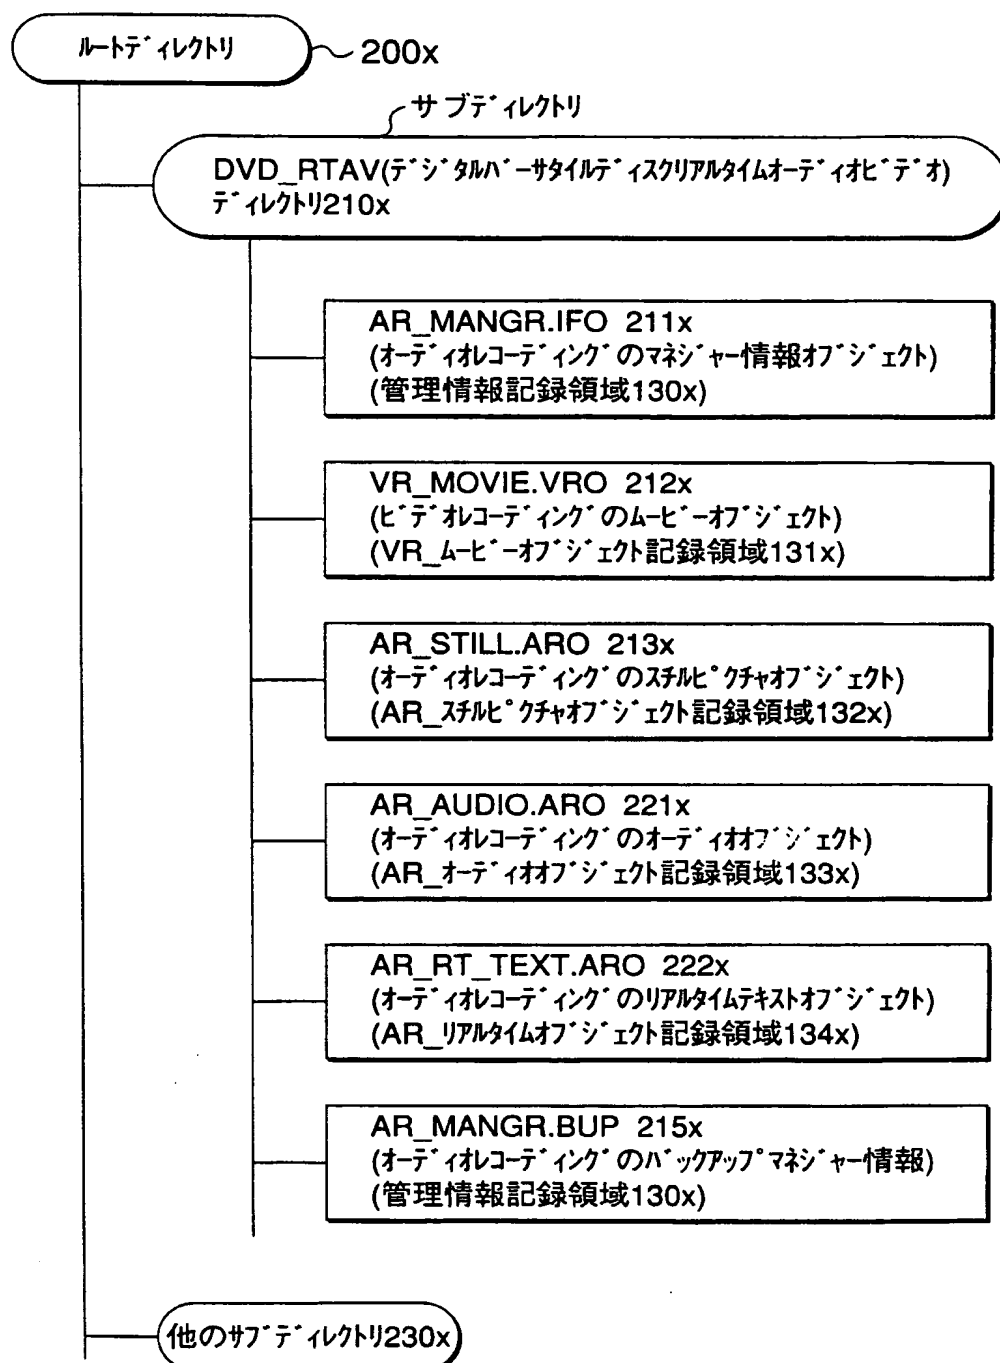 ルートディレクトリ
200x
サブディレクトリ
DVD_RTAV(デジタルバーサタイルディスクリアルタイムオーディオビデオ)
ディレクトリ210x
AR_MANGR.IFO 211x
(オーディオレコーディングのマネジャー情報オブジェクト)
(管理情報記録領域130x)
VR_MOVIE.VRO 212x
(ビデオレコーディングのムービーオブジェクト)
(VR_ムービーオブジェクト記録領域131x)
AR_STILL.ARO 213x
(オーディオレコーディングのスチルピクチャオブジェクト)
(AR_スチルピクチャオブジェクト記録領域132x)
AR_AUDIO.ARO 221x
(オーディオレコーディングのオーディオオブジェクト)
(AR_オーディオオブジェクト記録領域133x)
AR_RT_TEXT.ARO 222x
(オーディオレコーディングのリアルタイムテキストオブジェクト)
(AR_リアルタイムオブジェクト記録領域134x)
AR_MANGR.BUP 215x
(オーディオレコーディングのバックアップマネジャー情報)
(管理情報記録領域130x)
他のサブディレクトリ230x